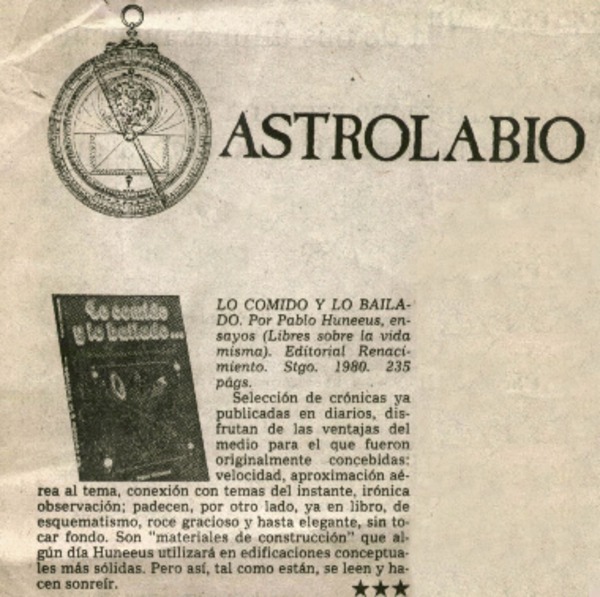 ASTROLABIO
Lo comido
y lo bailado...
LO COMIDO Y LO BAILA-
DO. Por Pablo Huneeus, en-
sayos (Libres sobre la vida
misma). Editorial Renaci-
miento. Stgo. 1980. 235
págs.
Selección de crónicas ya
publicadas en diarios, dis-
frutan de las ventajas del
medio para el que fueron
originalmente concebidas:
velocidad, aproximación aé-
rea al tema, conexión con temas del instante, irónica
observación; padecen, por otro lado, ya en libro, de
esquematismo, roce gracioso y hasta elegante, sin to-
car fondo. Son "materiales de construcción" que al-
gún día Huneeus utilizará en edificaciones conceptua-
les más sólidas. Pero así, tal como están, se leen y ha-
cen sonreír.
★★★